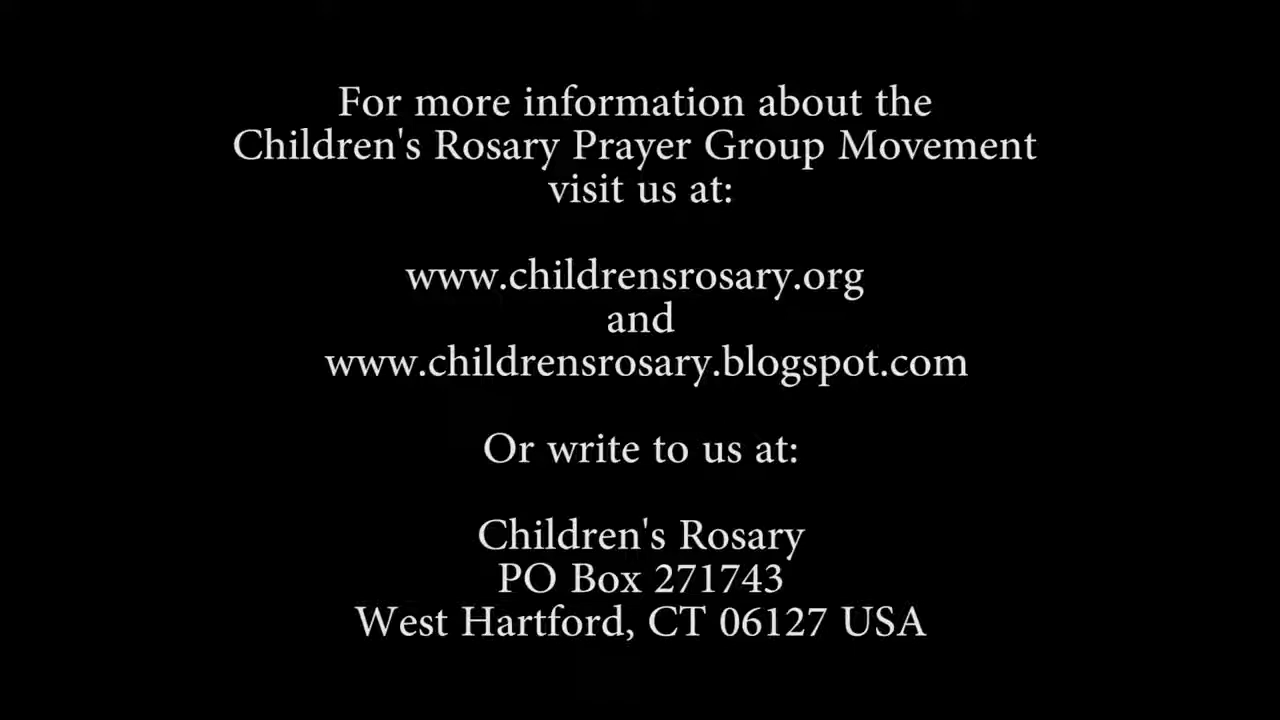 For more information about the
Children's Rosary Prayer Group Movement
visit us at:
www.childrensrosary.org
and
www.childrensrosary.blogspot.com
Or write to us at:
Children's Rosary
PO Box 271743
West Hartford, CT 06127 USA